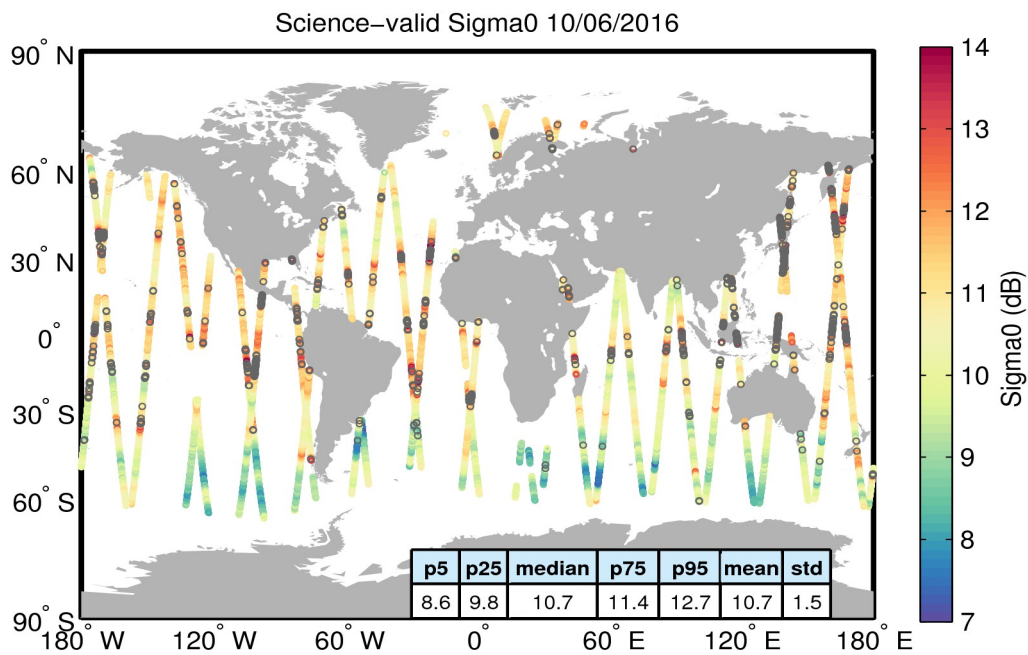 Science−valid Sigma0 10/06/2016
90° N
60° N
30° N
0°
30° S
60° S
90° S
180° W
120° W
60° W
0°
60° E
120° E
180° E
p5 p25 median p75 p95 mean std
8.6 9.8 10.7 11.4 12.7 10.7 1.5
14
13
12
11
10
9
8
7
Sigma0 (dB)